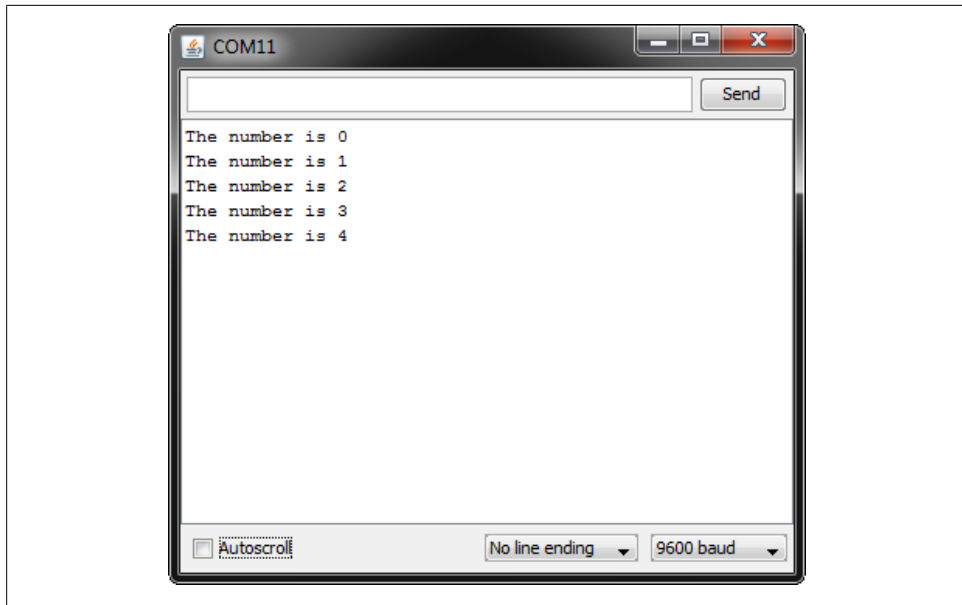 COM11
Send
The number is 0
The number is 1
The number is 2
The number is 3
The number is 4
Autoscroll No line ending 9600 baud